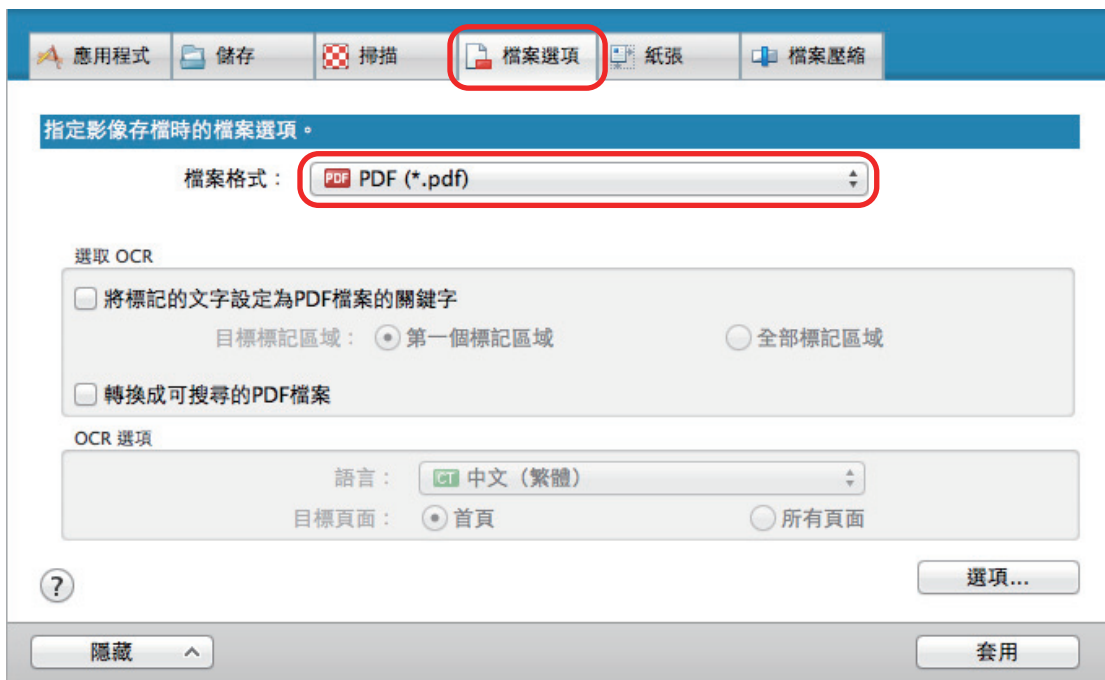 應用程式 儲存 掃描 檔案選項 紙張 檔案壓縮
指定影像存檔時的檔案選項。
檔案格式： PDF PDF (*.pdf)
選取 OCR
將標記的文字設定為PDF檔案的關鍵字
目標標記區域： 第一個標記區域 全部標記區域
轉換成可搜尋的PDF檔案
OCR 選項
語言： CT 中文（繁體）
目標頁面： 首頁 所有頁面
? 選項...
隱藏 套用